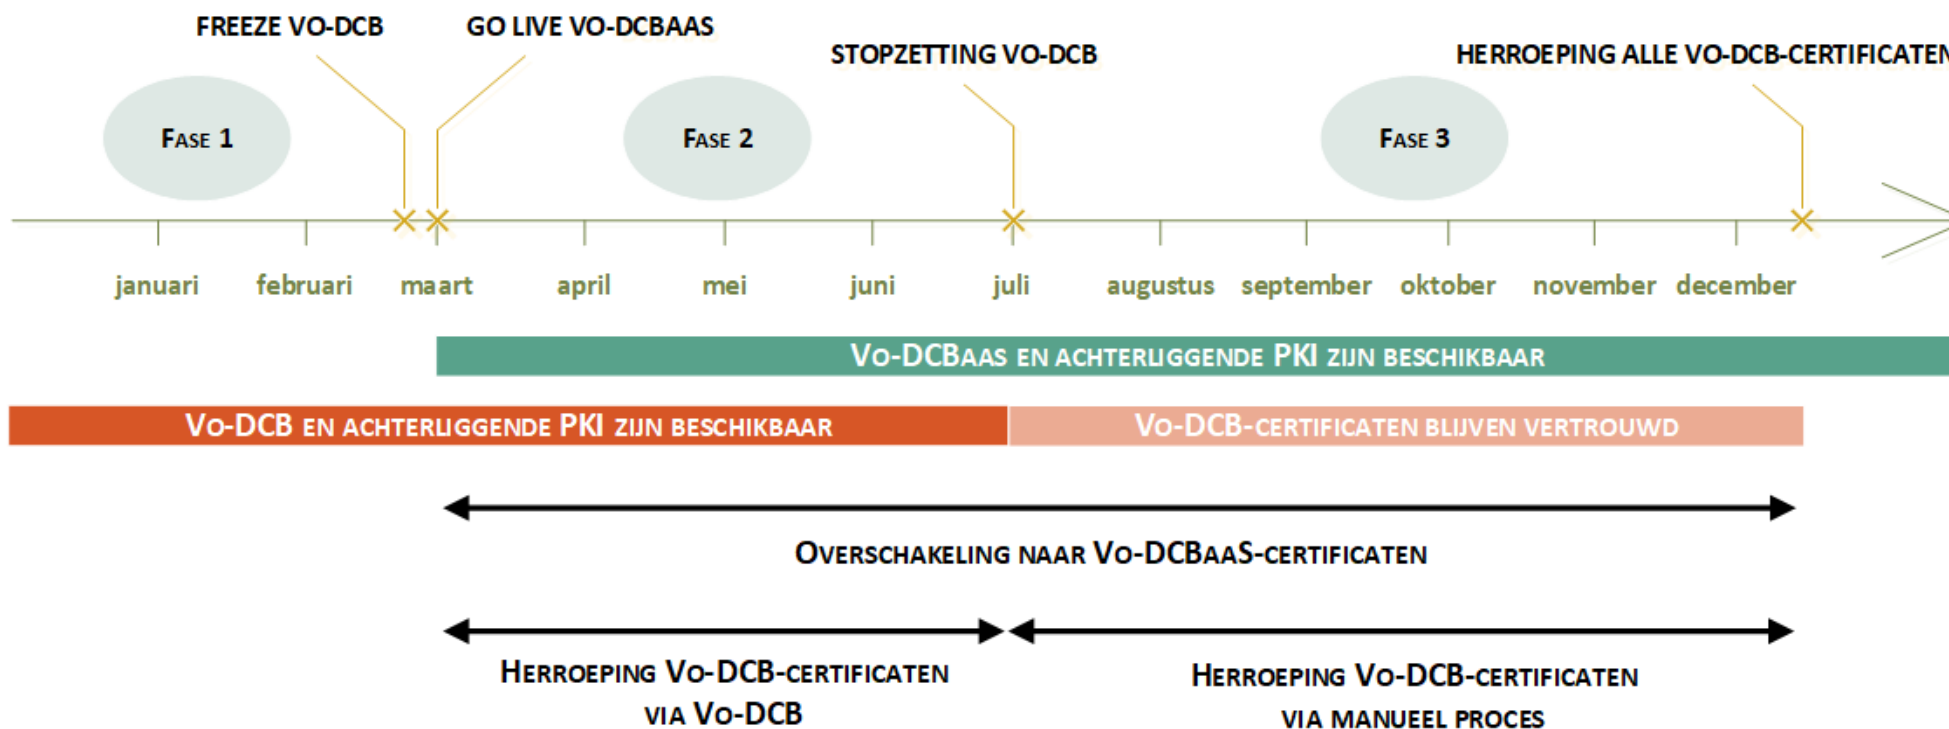 FREEZE VO-DCB
GO LIVE VO-DCBAAS
STOPZETTING VO-DCB
HERROEPING ALLE VO-DCB-CERTIFICATEN
FASE 1
FASE 2
FASE 3
januari februari maart april mei juni juli augustus september oktober november december
VO-DCBAAS EN ACHTERLIGGENDE PKI ZIJN BESCHIKBAAR
VO-DCB EN ACHTERLIGGENDE PKI ZIJN BESCHIKBAAR
VO-DCB-CERTIFICATEN BLIJVEN VERTROUWD
OVERSCHAKELING NAAR VO-DCBAAS-CERTIFICATEN
HERROEPING VO-DCB-CERTIFICATEN
VIA VO-DCB
HERROEPING VO-DCB-CERTIFICATEN
VIA MANUEEL PROCES